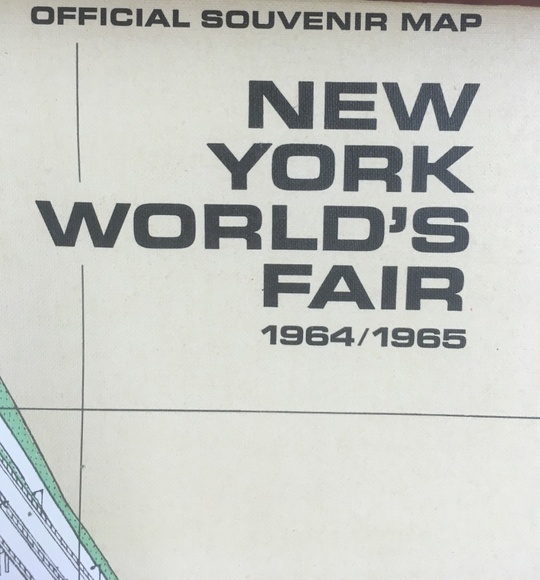 OFFICIAL SOUVENIR MAP
NEW
YORK
WORLD'S
FAIR
1964/1965